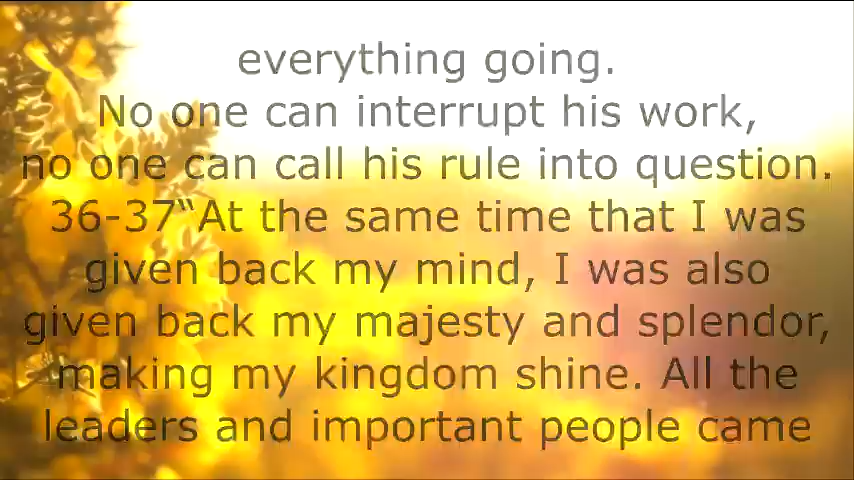 everything going.
No one can interrupt his work,
no one can call his rule into question.
36-37“At the same time that I was
given back my mind, I was also
given back my majesty and splendor,
making my kingdom shine. All the
leaders and important people came